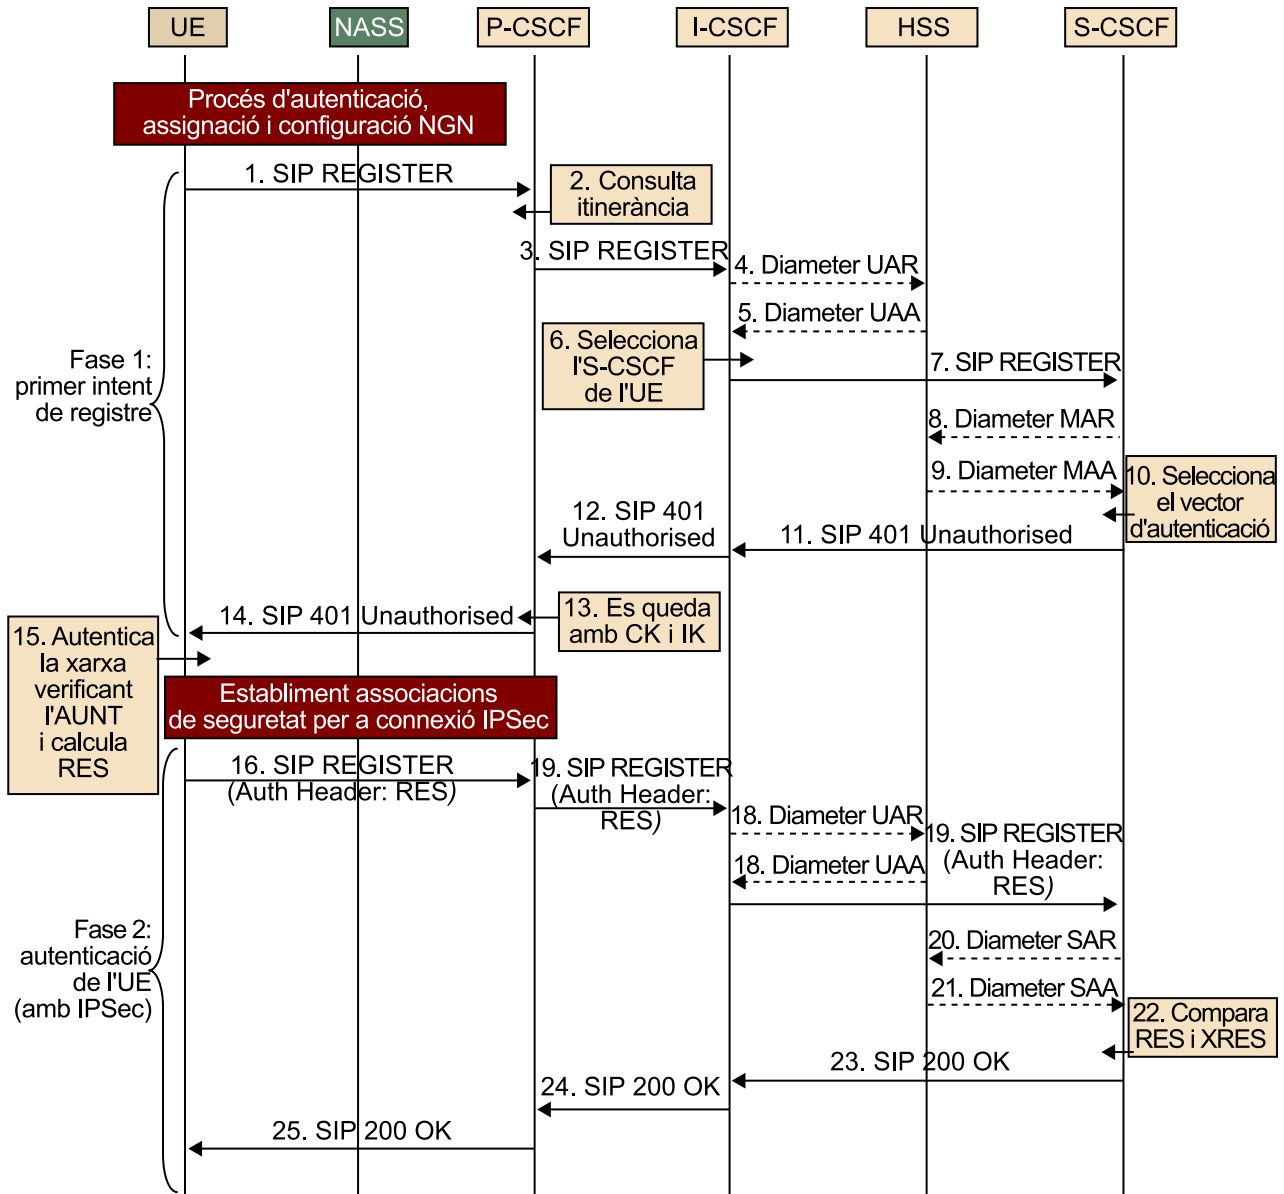 UE
NASS
P-CSCF
I-CSCF
HSS
S-CSCF
Procés d'autenticació,
assignació i configuració NGN
1. SIP REGISTER
2. Consulta
itinerància
3. SIP REGISTER
4. Diameter UAR
5. Diameter UAA
6. Selecciona
l'S-CSCF
de l'UE
7. SIP REGISTER
Fase 1:
primer intent
de registre
8. Diameter MAR
9. Diameter MAA
10. Selecciona
el vector
d'autenticació
11. SIP 401 Unauthorised
12. SIP 401
Unauthorised
13. Es queda
amb CK i IK
14. SIP 401 Unauthorised
15. Autentica
la xarxa
verificant
l'AUNT
i calcula
RES
Establiment associacions
de seguretat per a connexió IPSec
16. SIP REGISTER
(Auth Header: RES)
19. SIP REGISTER
(Auth Header:
RES)
18. Diameter UAR
18. Diameter UAA
19. SIP REGISTER
(Auth Header:
RES)
Fase 2:
autenticació
de l'UE
(amb IPSec)
20. Diameter SAR
21. Diameter SAA
22. Compara
RES i XRES
23. SIP 200 OK
24. SIP 200 OK
25. SIP 200 OK